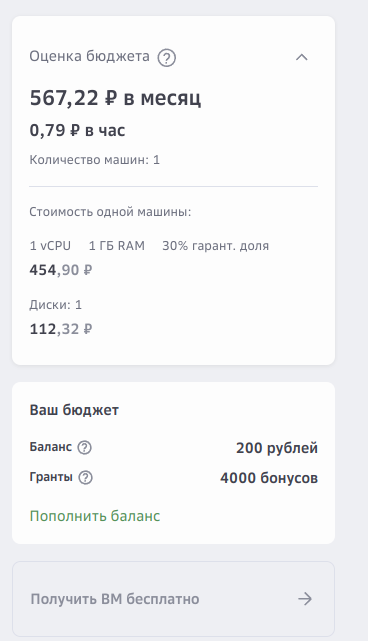 Оценка бюджета ?
567,22 ₽ в месяц
0,79 ₽ в час
Количество машин: 1
Стоимость одной машины:
1 vCPU 1 ГБ RAM 30% гарант. доля
454,90 ₽
Диски: 1
112,32 ₽
Ваш бюджет
Баланс ? 200 рублей
Гранты ? 4000 бонусов
Пополнить баланс
Получить ВМ бесплатно